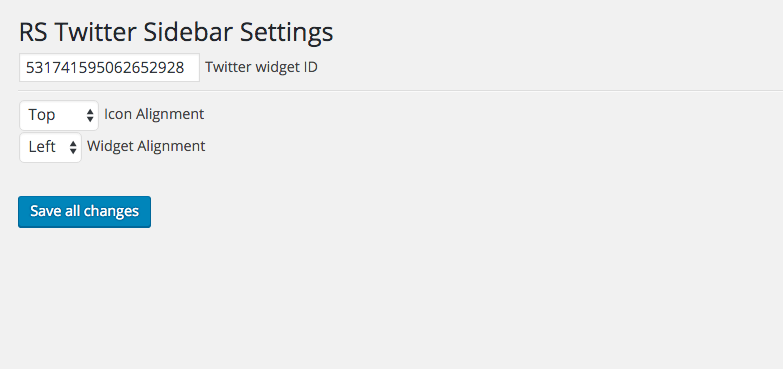 RS Twitter Sidebar Settings
531741595062652928 Twitter widget ID
Top Icon Alignment
Left Widget Alignment
Save all changes